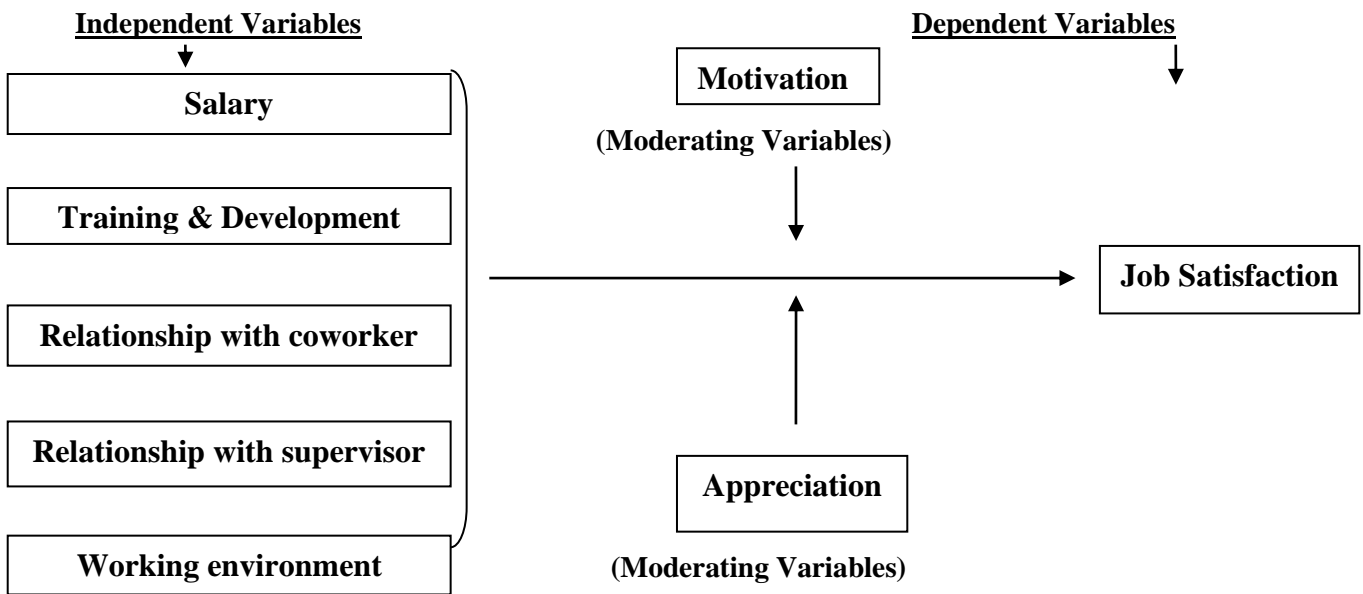 Independent Variables
Dependent Variables
Salary
Motivation
(Moderating Variables)
Training & Development
Job Satisfaction
Relationship with coworker
Relationship with supervisor
Appreciation
Working environment
(Moderating Variables)